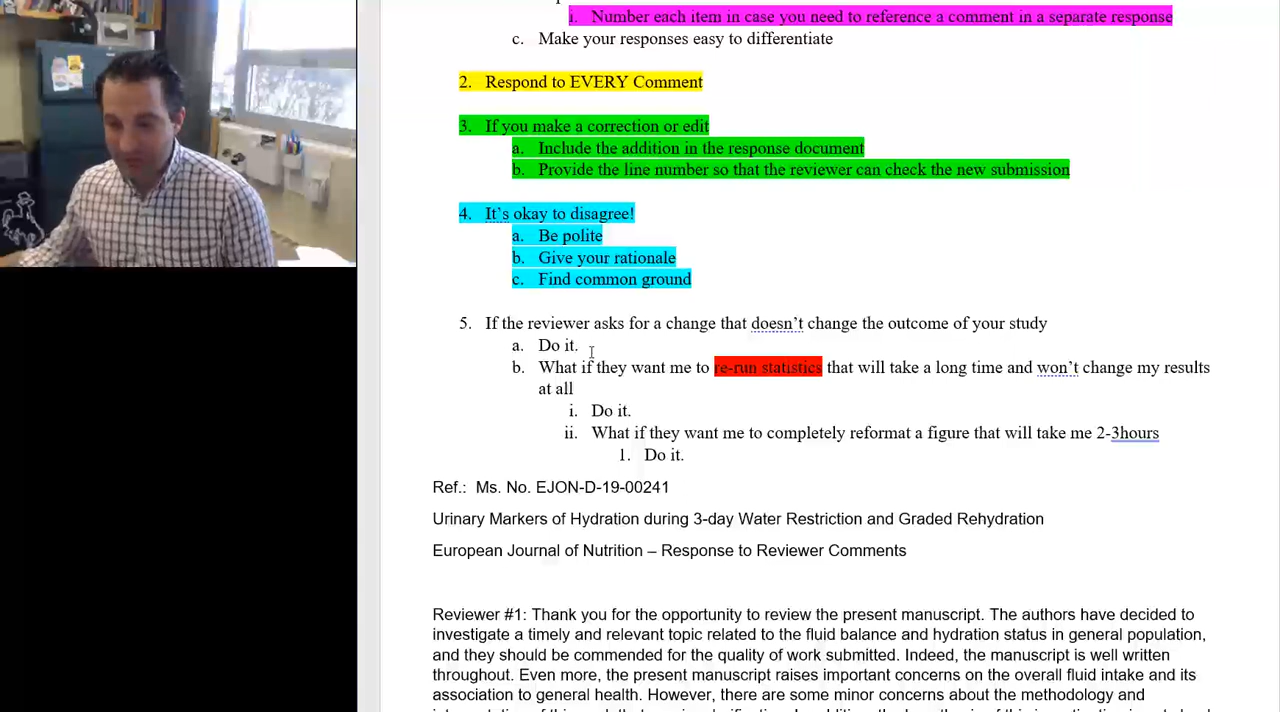 i. Number each item in case you need to reference a comment in a separate response
c. Make your responses easy to differentiate
2. Respond to EVERY Comment
3. If you make a correction or edit
a. Include the addition in the response document
b. Provide the line number so that the reviewer can check the new submission
4. It's okay to disagree!
a. Be polite
b. Give your rationale
c. Find common ground
5. If the reviewer asks for a change that doesn't change the outcome of your study
a. Do it.
b. What if they want me to re-run statistics that will take a long time and won't change my results
at all
i. Do it.
ii. What if they want me to completely reformat a figure that will take me 2-3hours
1. Do it.
Ref.: Ms. No. EJON-D-19-00241
Urinary Markers of Hydration during 3-day Water Restriction and Graded Rehydration
European Journal of Nutrition – Response to Reviewer Comments
Reviewer #1: Thank you for the opportunity to review the present manuscript. The authors have decided to
investigate a timely and relevant topic related to the fluid balance and hydration status in general population,
and they should be commended for the quality of work submitted. Indeed, the manuscript is well written
throughout. Even more, the present manuscript raises important concerns on the overall fluid intake and its
association to general health. However, there are some minor concerns about the methodology and